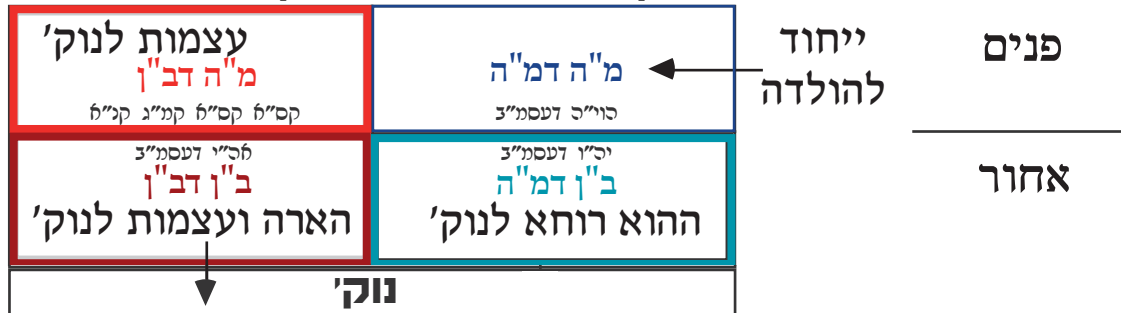 פנים
ייחוד
להולדה
מ"ה דמ"ה
הוי"ה דעסמ"ב
עצמות לנוק'
מ"ה דב"ן
קס"א קס"א קמ"ג קנ"א
אחור
יה"ו דעסמ"ב
ב"ן דמ"ה
ההוא רוחא לנוק'
אה"י דעסמ"ב
ב"ן דב"ן
הארה ועצמות לנוק'
נוק'